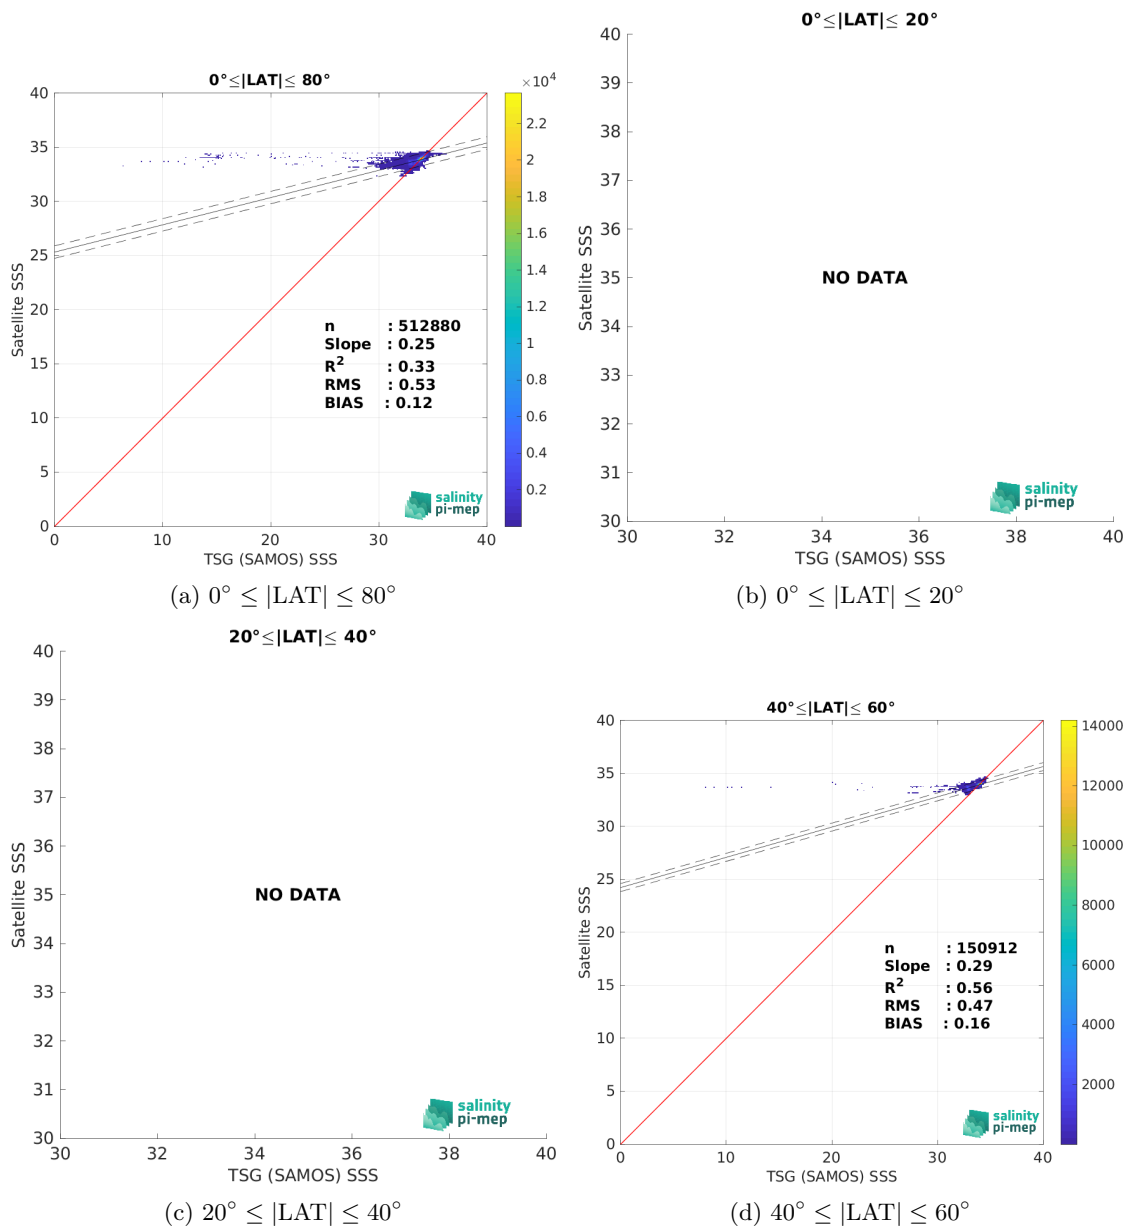 0°≤|LAT|≤ 80°
×10⁴
40
35
30
25
20
15
10
5
0
Satellite SSS
n : 512880
Slope : 0.25
R² : 0.33
RMS : 0.53
BIAS : 0.12
salinity
pi-mep
0 10 20 30 40
TSG (SAMOS) SSS
2.2
2
1.8
1.6
1.4
1.2
1
0.8
0.6
0.4
0.2
(a) 0° ≤ |LAT| ≤ 80°
0°≤|LAT|≤ 20°
40
39
38
37
36
35
34
33
32
31
30
Satellite SSS
NO DATA
salinity
pi-mep
30 32 34 36 38 40
TSG (SAMOS) SSS
(b) 0° ≤ |LAT| ≤ 20°
20°≤|LAT|≤ 40°
40
39
38
37
36
35
34
33
32
31
30
Satellite SSS
NO DATA
salinity
pi-mep
30 32 34 36 38 40
TSG (SAMOS) SSS
(c) 20° ≤ |LAT| ≤ 40°
40°≤|LAT|≤ 60°
40
35
30
25
20
15
10
5
0
Satellite SSS
n : 150912
Slope : 0.29
R² : 0.56
RMS : 0.47
BIAS : 0.16
salinity
pi-mep
0 10 20 30 40
TSG (SAMOS) SSS
14000
12000
10000
8000
6000
4000
2000
(d) 40° ≤ |LAT| ≤ 60°